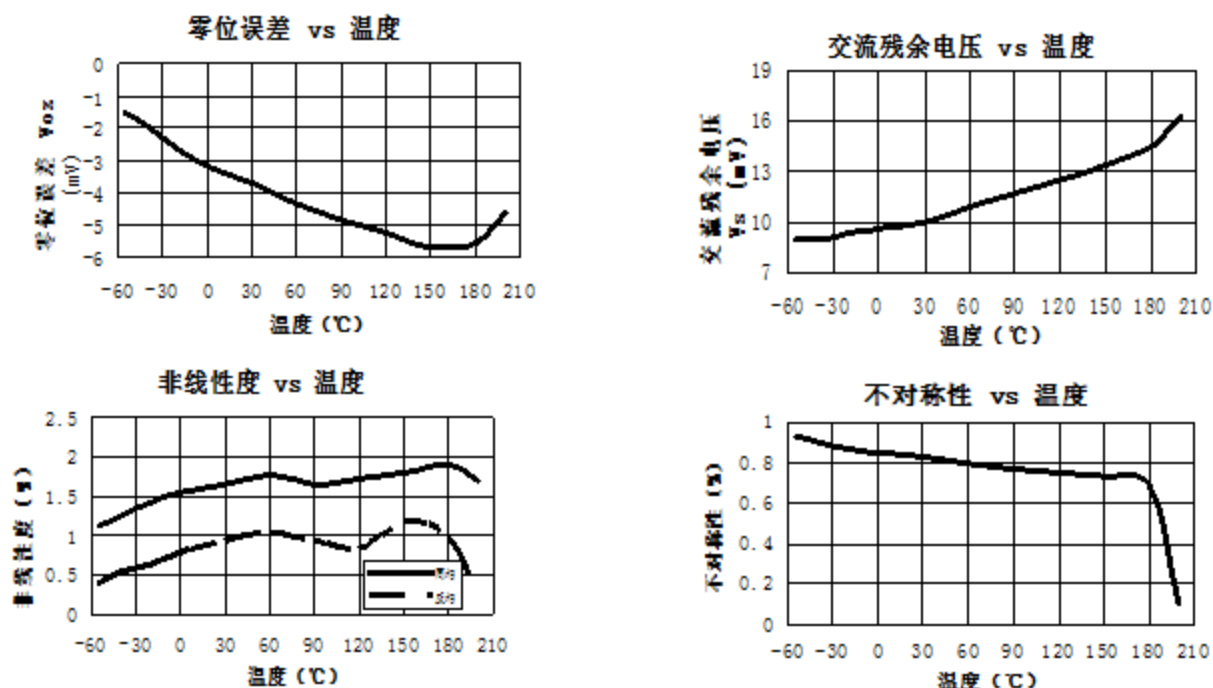 零位误差 vs 温度
零位误差 Voz
(mV)
0
-1
-2
-3
-4
-5
-6
-60 -30 0 30 60 90 120 150 180 210
温度(℃)
交流残余电压 vs 温度
交流残余电压
Vs (mV)
19
16
13
10
7
-60 -30 0 30 60 90 120 150 180 210
温度(℃)
非线性度 vs 温度
非线性度 (%)
2.5
2
1.5
1
0.5
0
同相
反相
-60 -30 0 30 60 90 120 150 180 210
温度(℃)
不对称性 vs 温度
不对称性 (%)
1
0.8
0.6
0.4
0.2
0
-60 -30 0 30 60 90 120 150 180 210
温度(℃)